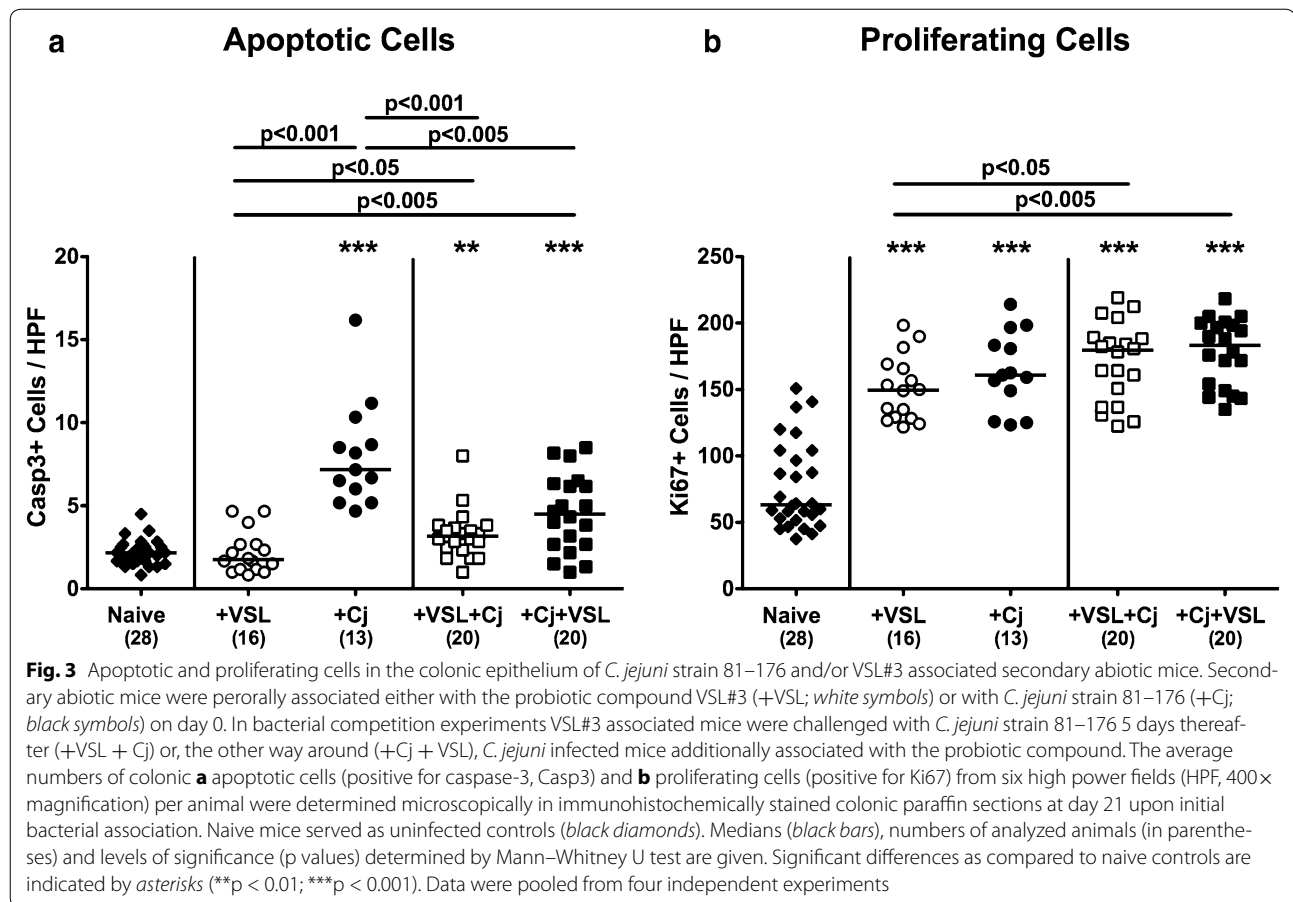 a Apoptotic Cells
b Proliferating Cells
p<0.001
p<0.001
p<0.005
p<0.05
p<0.005
*** ** ***
20
15
10
5
0
Casp3+ Cells / HPF
Naive +VSL +Cj +VSL+Cj +Cj+VSL
(28) (16) (13) (20) (20)
p<0.05
p<0.005
*** *** *** ***
250
200
150
100
50
0
Ki67+ Cells / HPF
Naive +VSL +Cj +VSL+Cj +Cj+VSL
(28) (16) (13) (20) (20)
Fig. 3 Apoptotic and proliferating cells in the colonic epithelium of C. jejuni strain 81–176 and/or VSL#3 associated secondary abiotic mice. Second-
ary abiotic mice were perorally associated either with the probiotic compound VSL#3 (+VSL; white symbols) or with C. jejuni strain 81–176 (+Cj;
black symbols) on day 0. In bacterial competition experiments VSL#3 associated mice were challenged with C. jejuni strain 81–176 5 days thereaf-
ter (+VSL + Cj) or, the other way around (+Cj + VSL), C. jejuni infected mice additionally associated with the probiotic compound. The average
numbers of colonic a apoptotic cells (positive for caspase-3, Casp3) and b proliferating cells (positive for Ki67) from six high power fields (HPF, 400×
magnification) per animal were determined microscopically in immunohistochemically stained colonic paraffin sections at day 21 upon initial
bacterial association. Naive mice served as uninfected controls (black diamonds). Medians (black bars), numbers of analyzed animals (in parenthe-
ses) and levels of significance (p values) determined by Mann–Whitney U test are given. Significant differences as compared to naive controls are
indicated by asterisks (**p < 0.01; ***p < 0.001). Data were pooled from four independent experiments